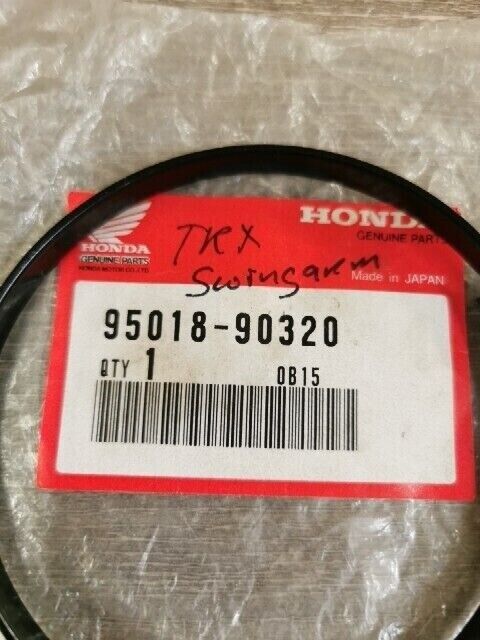 HONDA
GENUINE PARTS
HONDA MOTOR CO., LTD.
HONDA
GENUINE PARTS
Made in JAPAN
TRX
Swingarm
95018-90320
QTY 1 0B15